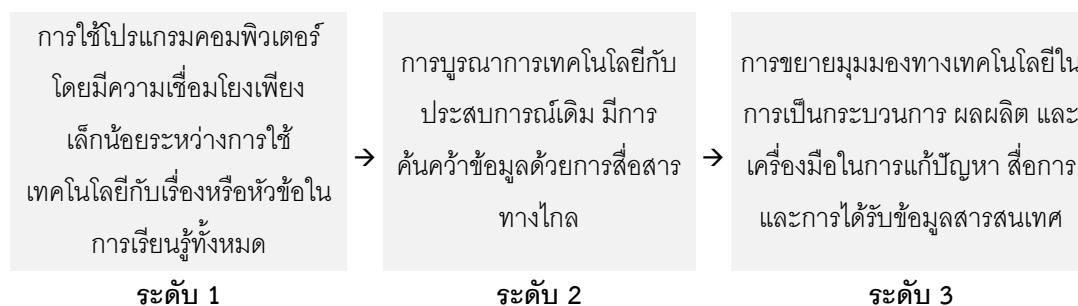 การใช้โปรแกรมคอมพิวเตอร์
โดยมีความเชื่อมโยงเพียง
เล็กน้อยระหว่างการใช้
เทคโนโลยีกับเรื่องหรือหัวข้อใน
การเรียนรู้ทั้งหมด
ระดับ 1
→
การบูรณาการเทคโนโลยีกับ
ประสบการณ์เดิม มีการ
ค้นคว้าข้อมูลด้วยการสื่อสาร
ทางไกล
ระดับ 2
→
การขยายมุมมองทางเทคโนโลยีใน
การเป็นกระบวนการ ผลผลิต และ
เครื่องมือในการแก้ปัญหา สื่อการ
และการได้รับข้อมูลสารสนเทศ
ระดับ 3